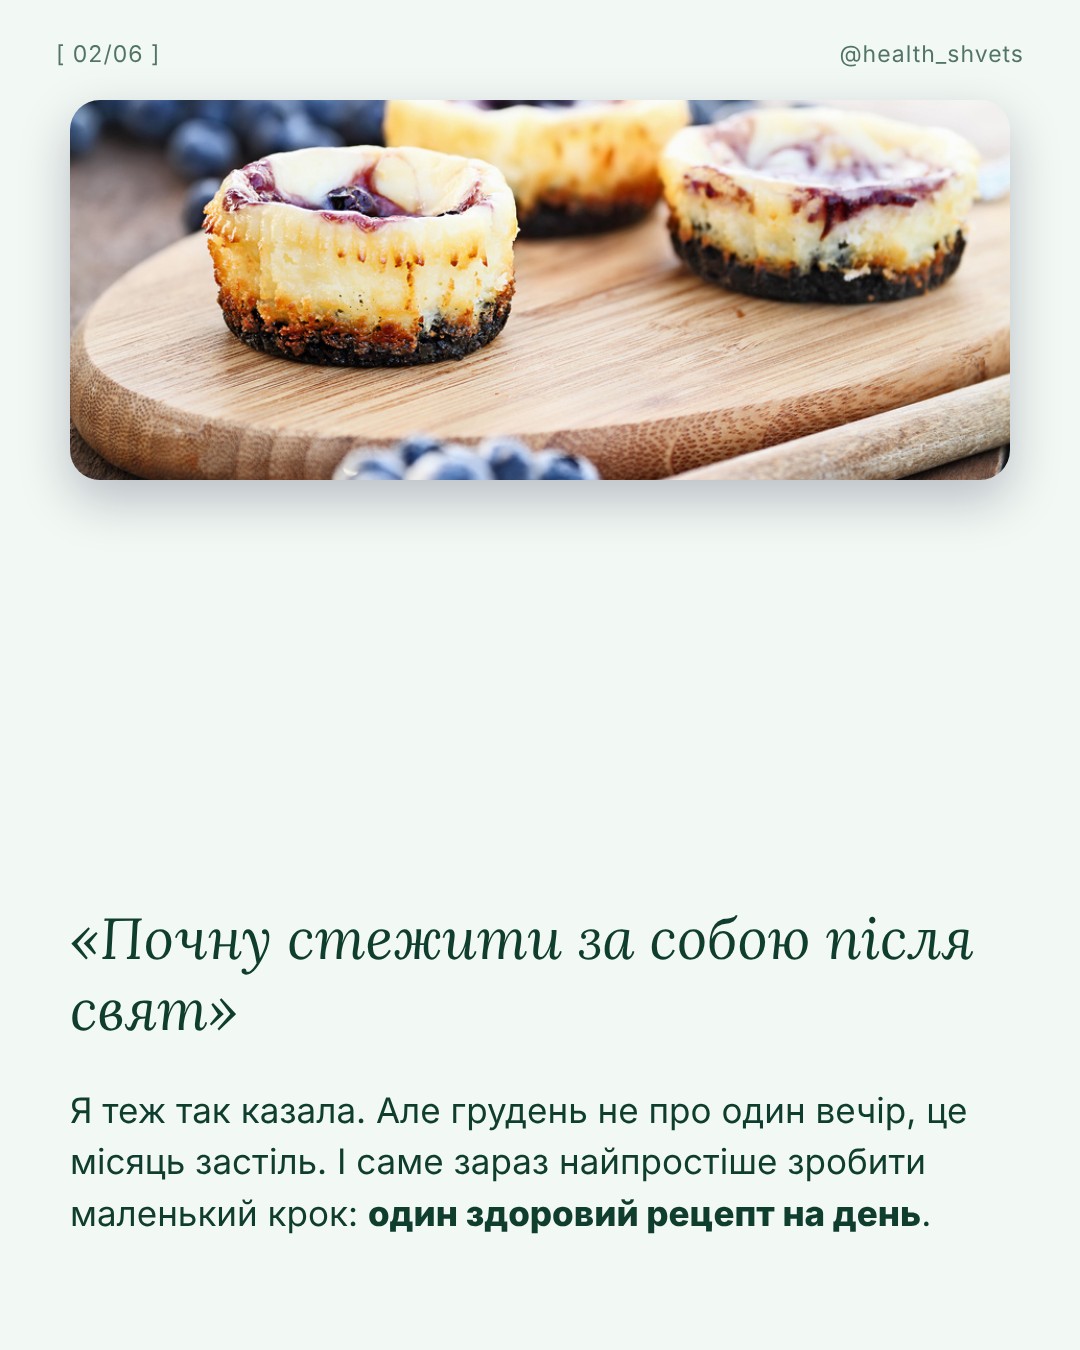 [ 02/06 ]
@health_shvets
«Почну стежити за собою після
свят»
Я теж так казала. Але грудень не про один вечір, це
місяць застіль. І саме зараз найпростіше зробити
маленький крок: один здоровий рецепт на день.